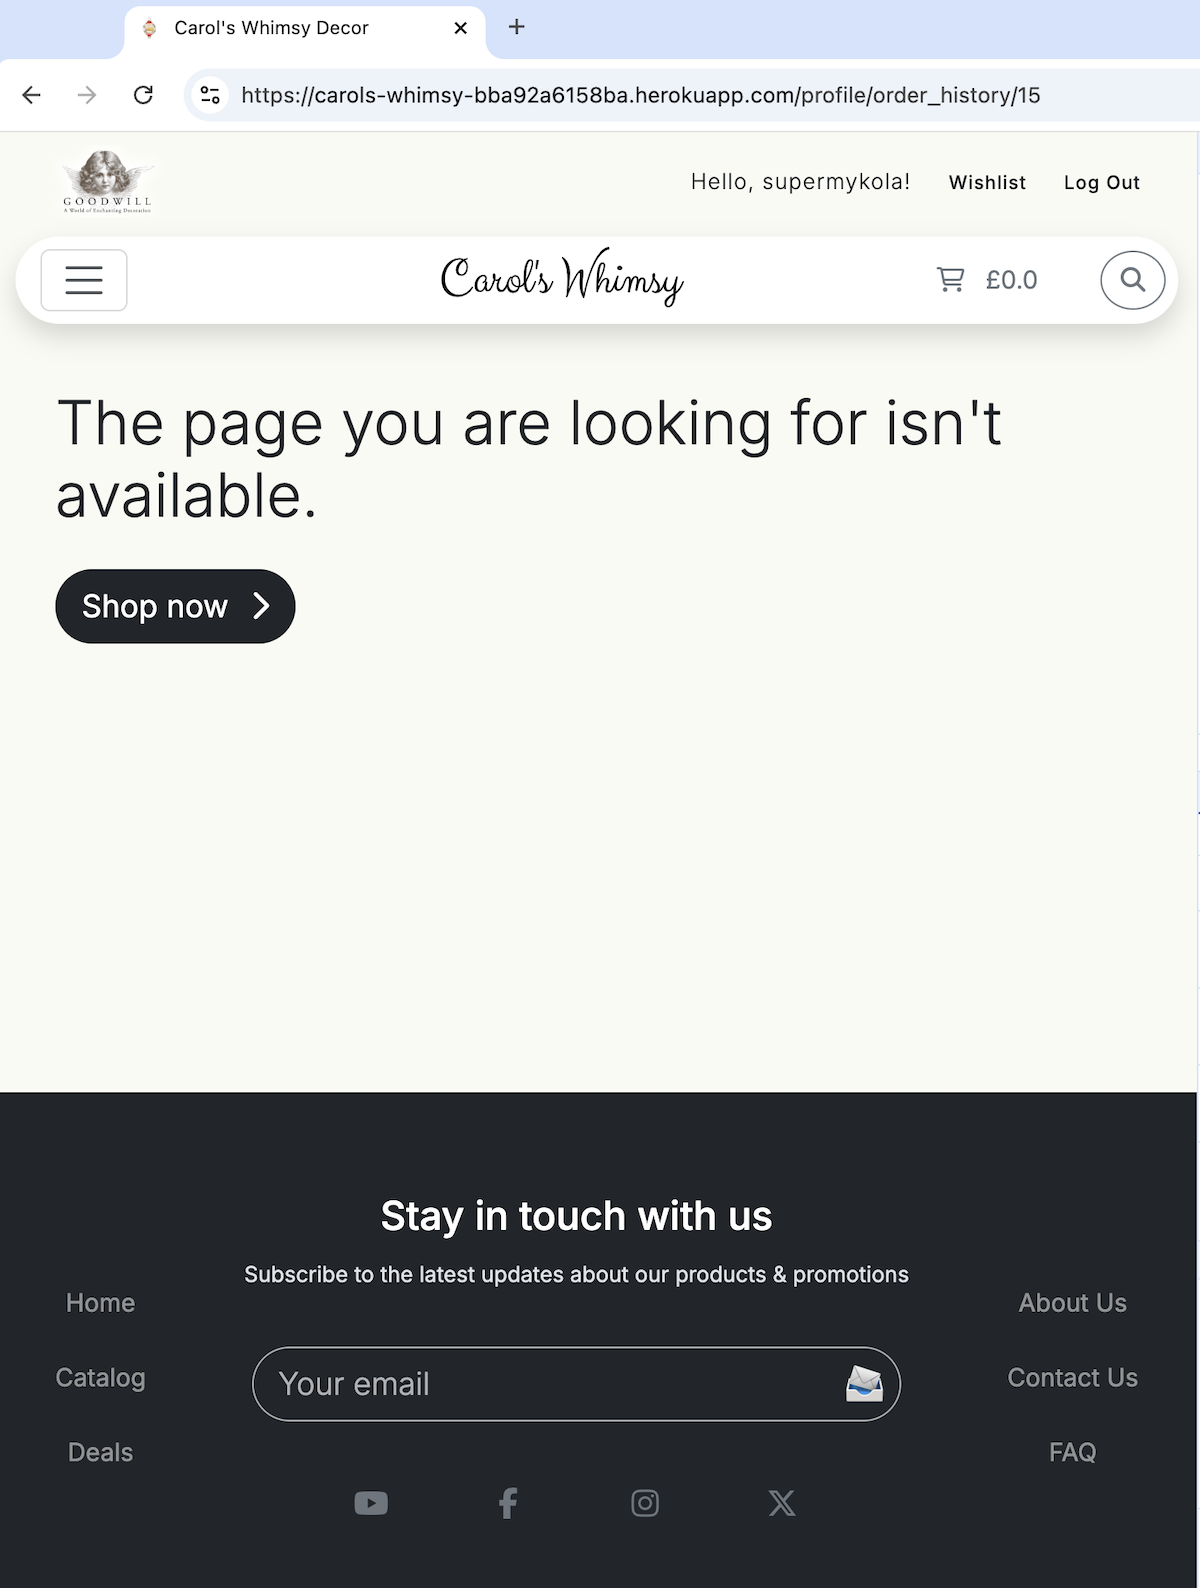 Carol's Whimsy Decor
https://carols-whimsy-bba92a6158ba.herokuapp.com/profile/order_history/15
GOODWILL
A World of Enchanting Decoration
Hello, supermykola!
Wishlist
Log Out
Carol's Whimsy
£0.0
The page you are looking for isn't
available.
Shop now
Stay in touch with us
Subscribe to the latest updates about our products & promotions
Home
Catalog
Deals
Your email
About Us
Contact Us
FAQ